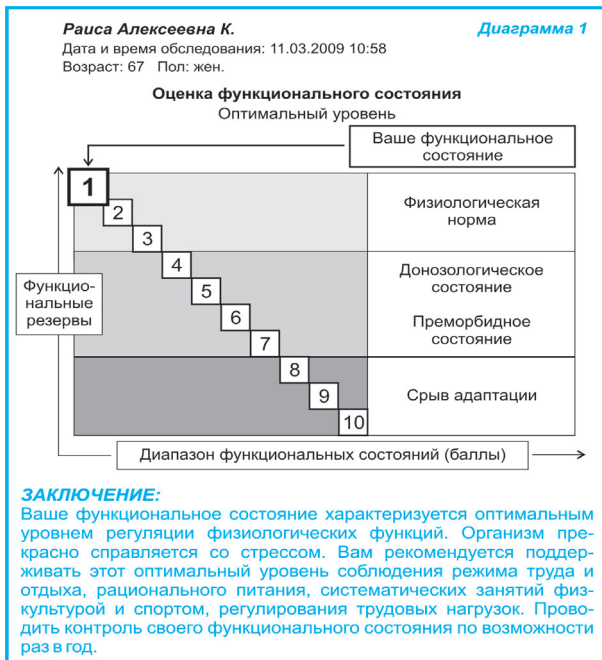 Раиса Алексеевна К.
Диаграмма 1
Дата и время обследования: 11.03.2009 10:58
Возраст: 67 Пол: жен.
Оценка функционального состояния
Оптимальный уровень
Ваше функциональное
состояние
1
2
3
4
5
6
7
8
9
10
Физиологическая
норма
Донозологическое
состояние
Преморбидное
состояние
Срыв адаптации
Функцио-
нальные
резервы
Диапазон функциональных состояний (баллы)
ЗАКЛЮЧЕНИЕ:
Ваше функциональное состояние характеризуется оптимальным
уровнем регуляции физиологических функций. Организм пре-
красно справляется со стрессом. Вам рекомендуется поддер-
живать этот оптимальный уровень соблюдения режима труда и
отдыха, рационального питания, систематических занятий физ-
культурой и спортом, регулирования трудовых нагрузок. Прово-
дить контроль своего функционального состояния по возможности
раз в год.